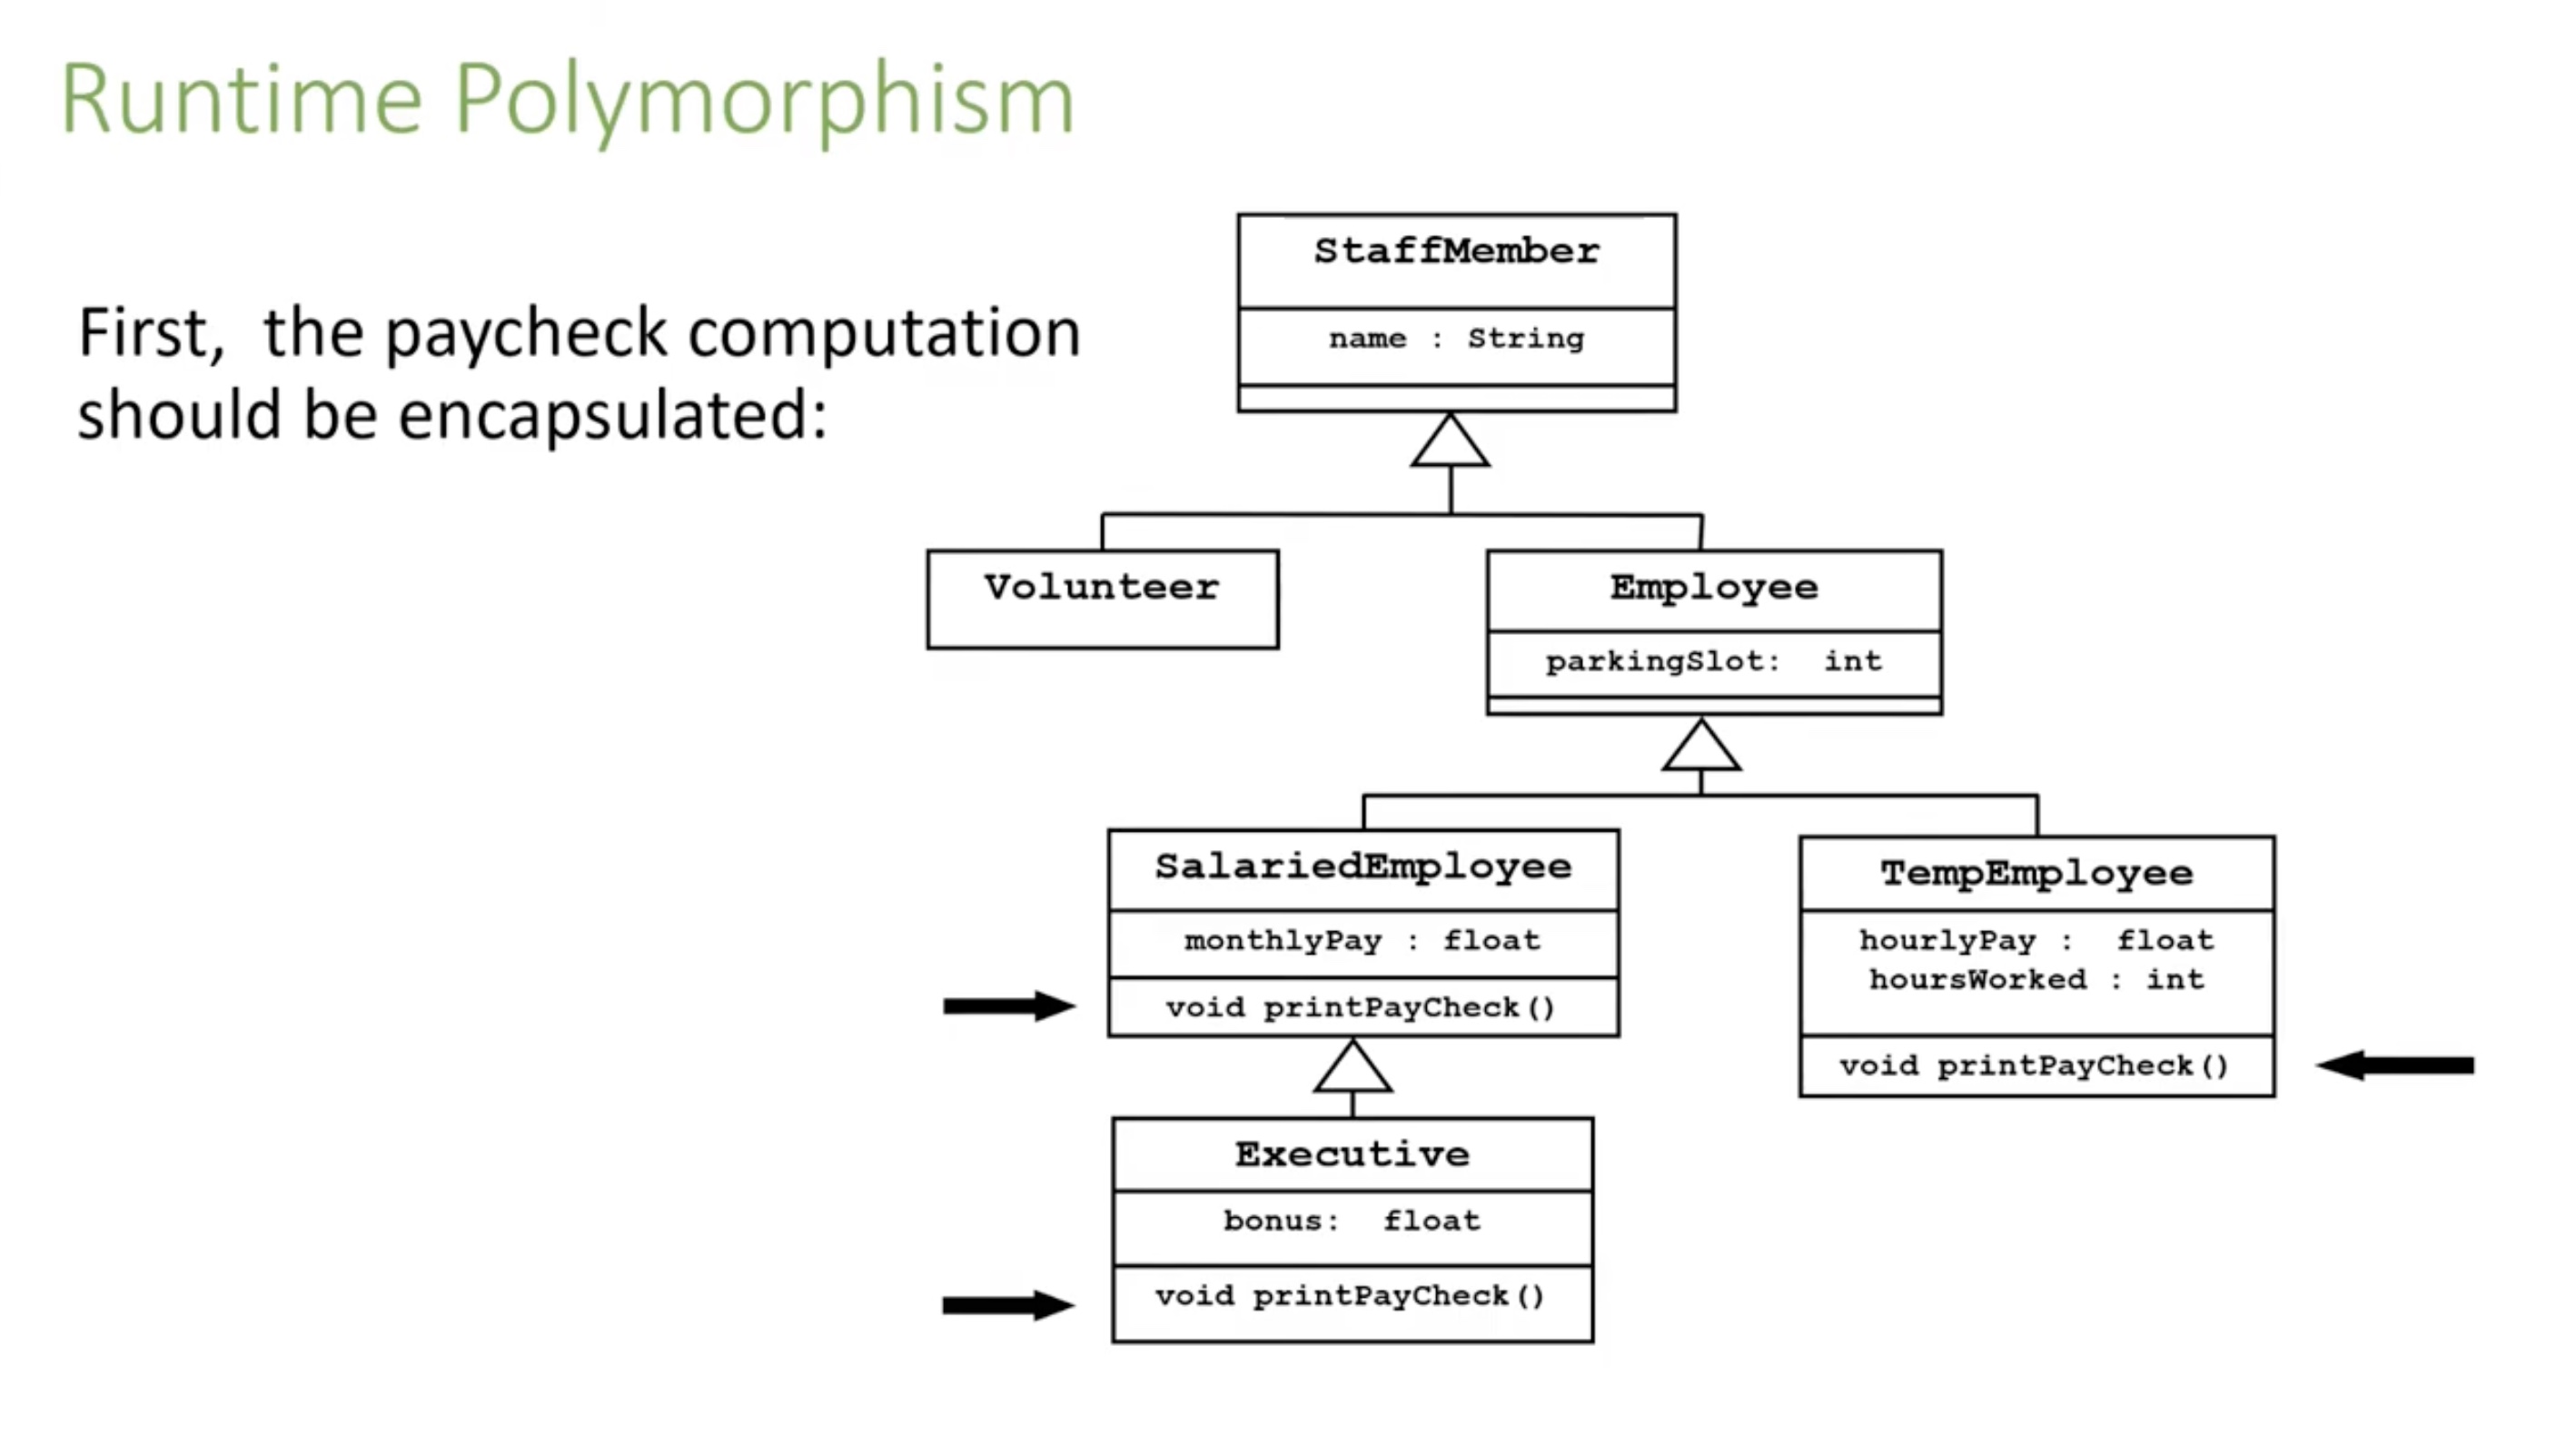 Runtime Polymorphism
First, the paycheck computation
should be encapsulated:
StaffMember
name : String
Volunteer
Employee
parkingSlot: int
SalariedEmployee
monthlyPay : float
void printPayCheck()
TempEmployee
hourlyPay : float
hoursWorked : int
void printPayCheck()
Executive
bonus: float
void printPayCheck()